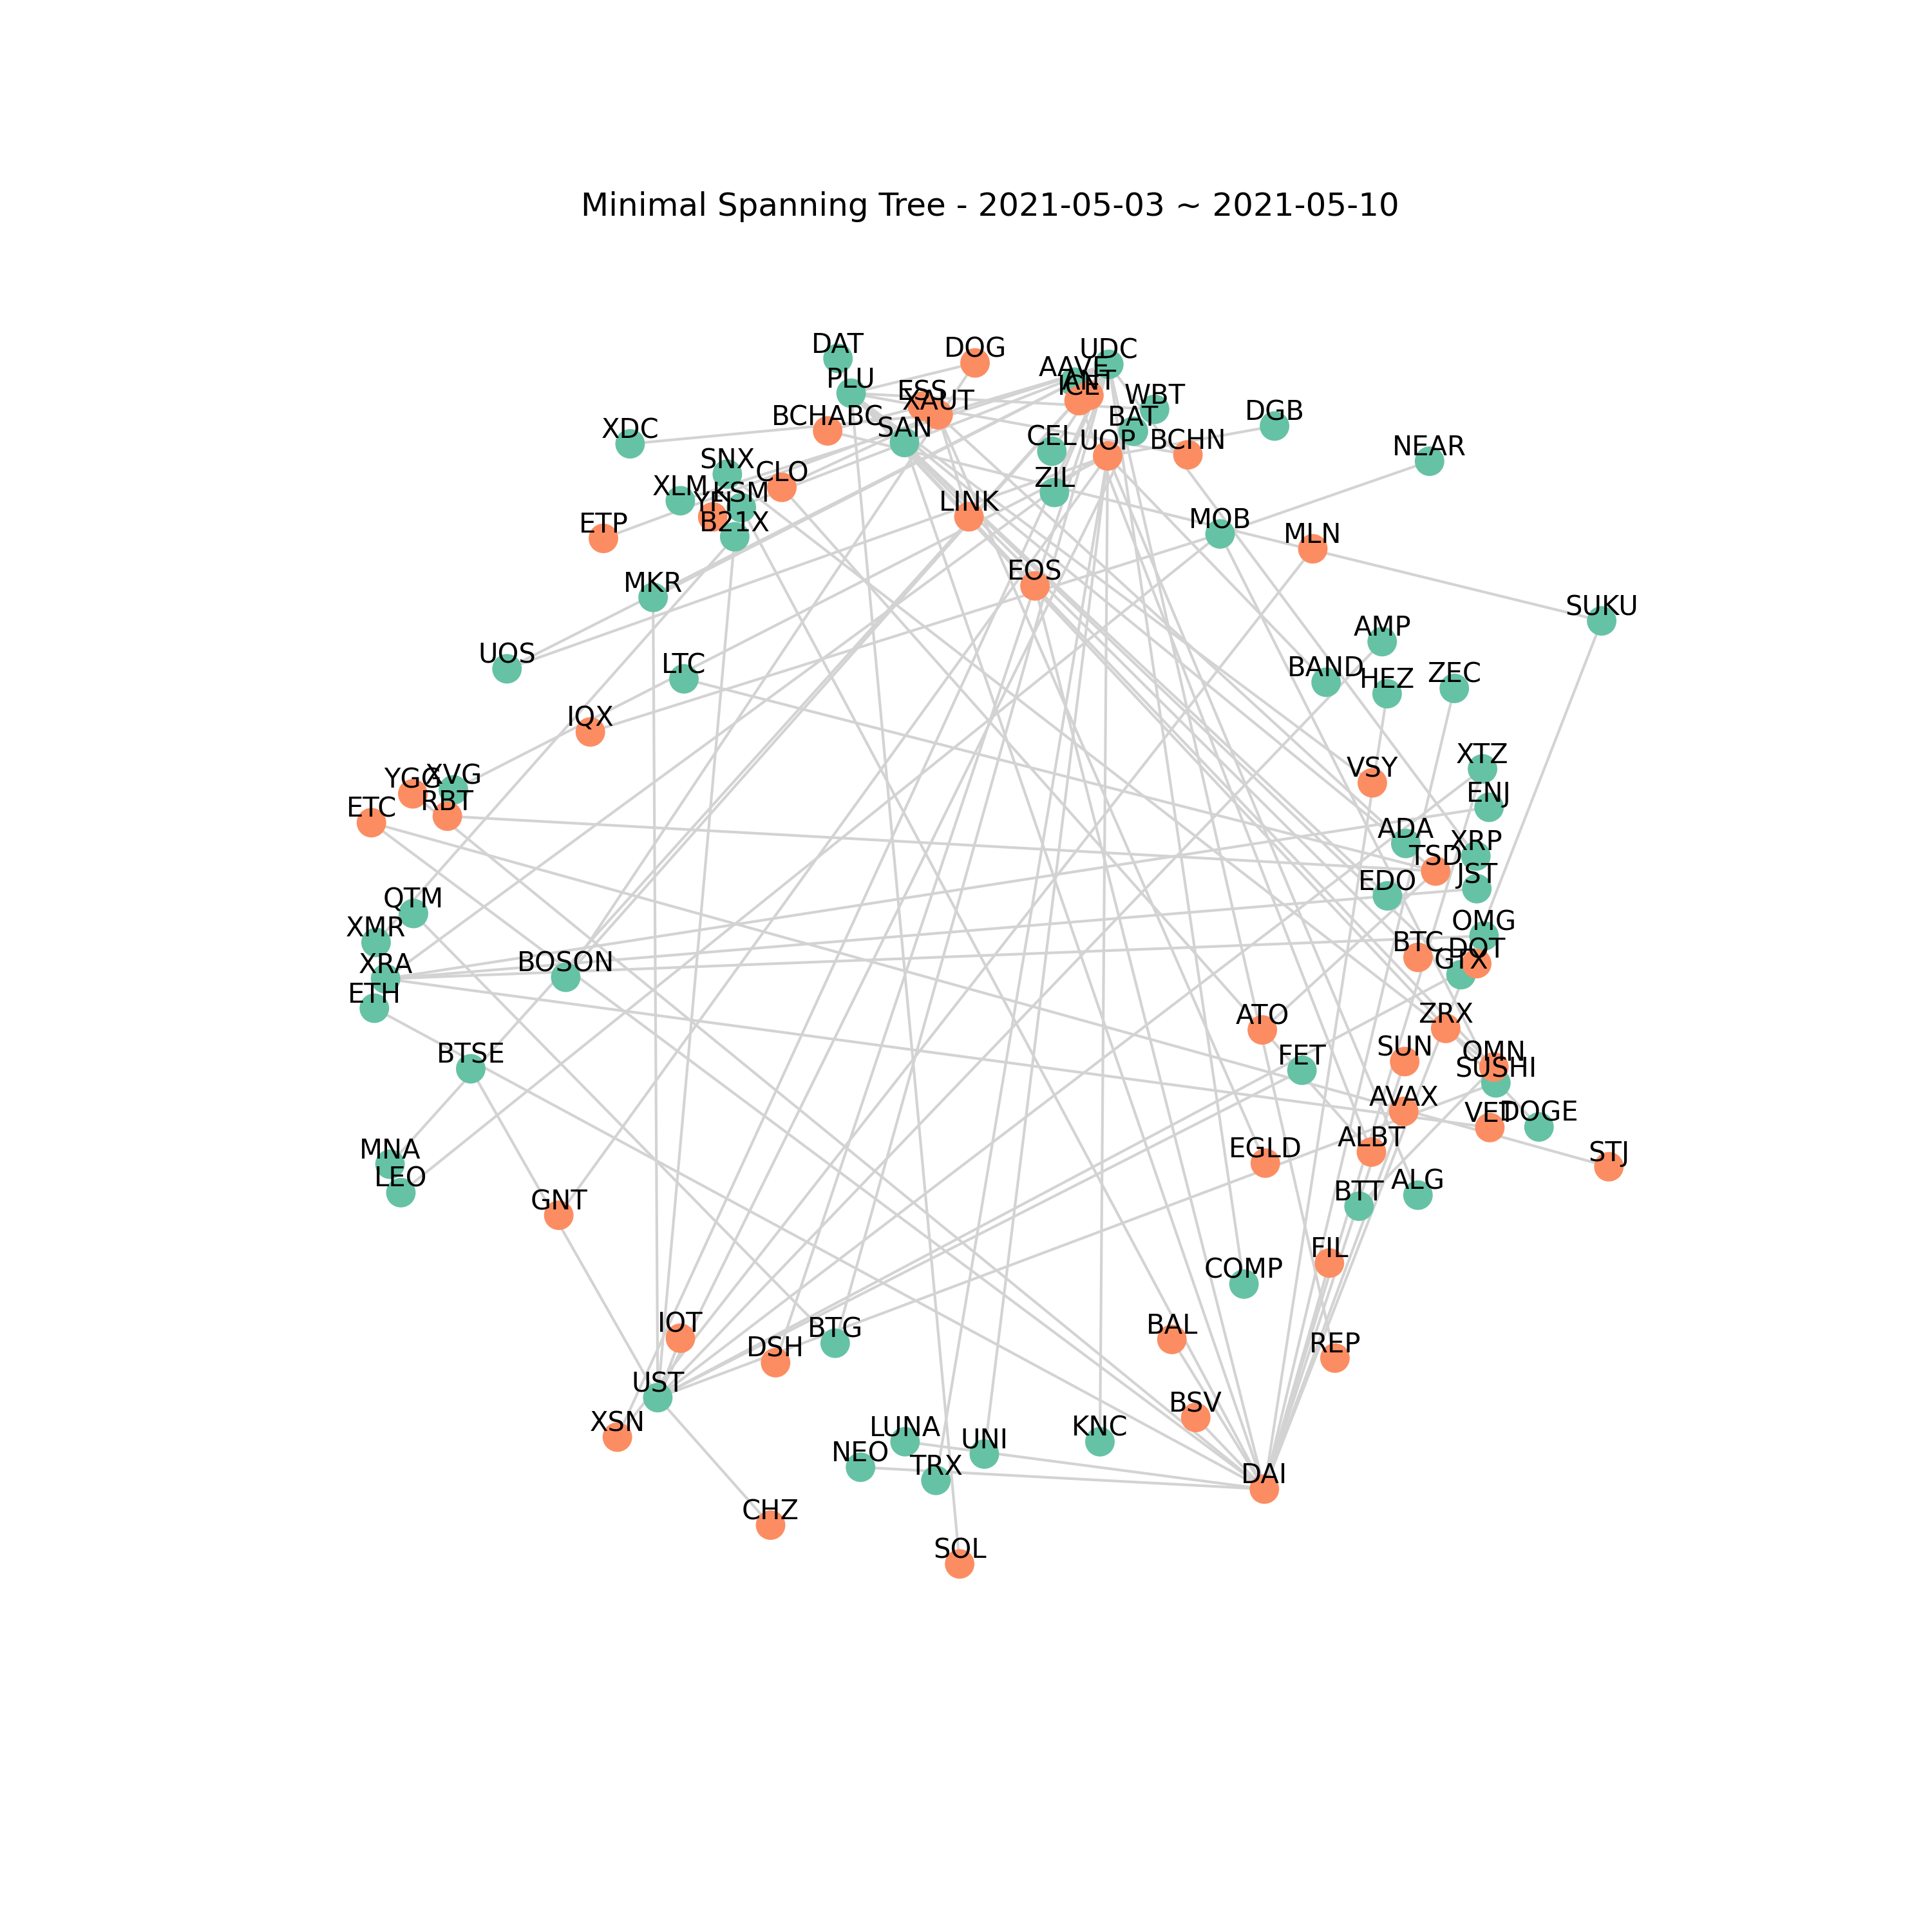 Minimal Spanning Tree - 2021-05-03 ~ 2021-05-10
DAT
DOG
UDC
AAVE
PLU
ANT
ICE
ESS
WBT
XAUT
DGB
BCHABC
BAT
XDC
SAN
CEL
UOP
BCHN
NEAR
SNX
CLO
ZIL
XLM
KSM
YFI
LINK
B21X
ETP
MOB
MLN
EOS
MKR
SUKU
AMP
UOS
LTC
BAND
HEZ
ZEC
IQX
XTZ
VSY
YGG
XVG
ENJ
RBT
ETC
ADA
XRP
TSD
JST
EDO
QTM
OMG
XMR
BTC
DOT
GTX
XRA
BOSON
ETH
ATO
ZRX
BTSE
FET
SUN
OMN
SUSHI
AVAX
VET
DOGE
MNA
EGLD
ALBT
STJ
LEO
BTT
ALG
GNT
FIL
COMP
IOT
BTG
BAL
DSH
REP
UST
XSN
LUNA
UNI
KNC
BSV
NEO
TRX
DAI
CHZ
SOL